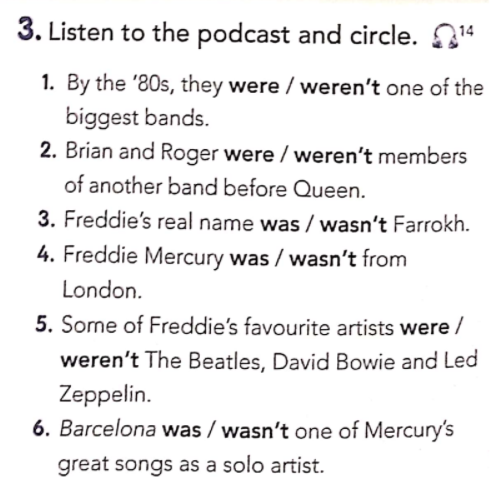 3. Listen to the podcast and circle. 14
1. By the '80s, they were / weren't one of the
biggest bands.
2. Brian and Roger were / weren't members
of another band before Queen.
3. Freddie's real name was / wasn't Farrokh.
4. Freddie Mercury was / wasn't from
London.
5. Some of Freddie's favourite artists were /
weren't The Beatles, David Bowie and Led
Zeppelin.
6. Barcelona was / wasn't one of Mercury's
great songs as a solo artist.